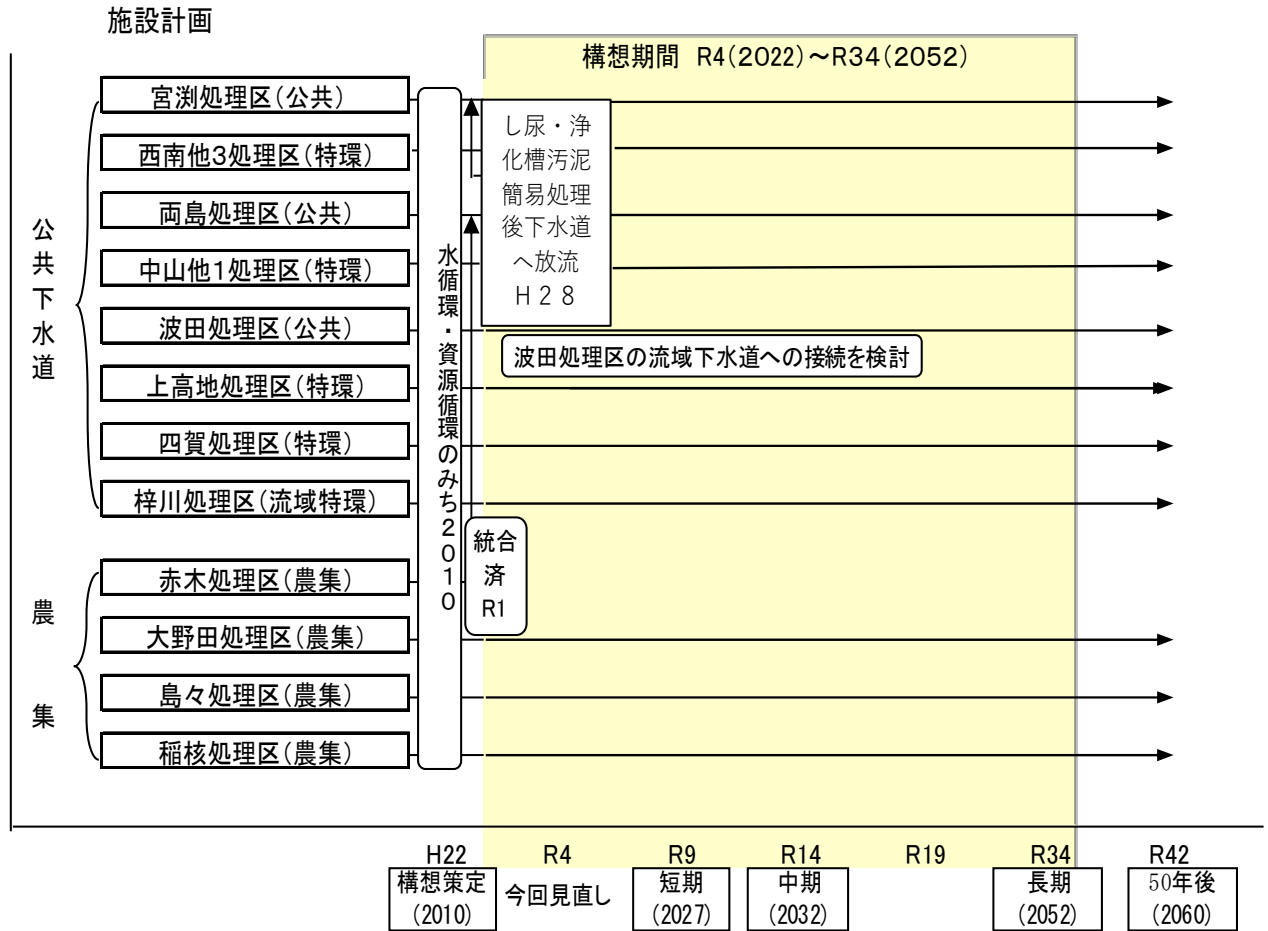 施設計画
構想期間 R4(2022)～R34(2052)
公共下水道
宮渕処理区(公共)
西南他3処理区(特環)
両島処理区(公共)
中山他1処理区(特環)
波田処理区(公共)
上高地処理区(特環)
四賀処理区(特環)
梓川処理区(流域特環)
農集
赤木処理区(農集)
大野田処理区(農集)
島々処理区(農集)
稲核処理区(農集)
水循環・資源循環のみち2010
し尿・浄
化槽汚泥
簡易処理
後下水道
へ放流
H28
波田処理区の流域下水道への接続を検討
統合
済
R1
H22
R4
R9
R14
R19
R34
R42
構想策定
(2010)
今回見直し
短期
(2027)
中期
(2032)
長期
(2052)
50年後
(2060)